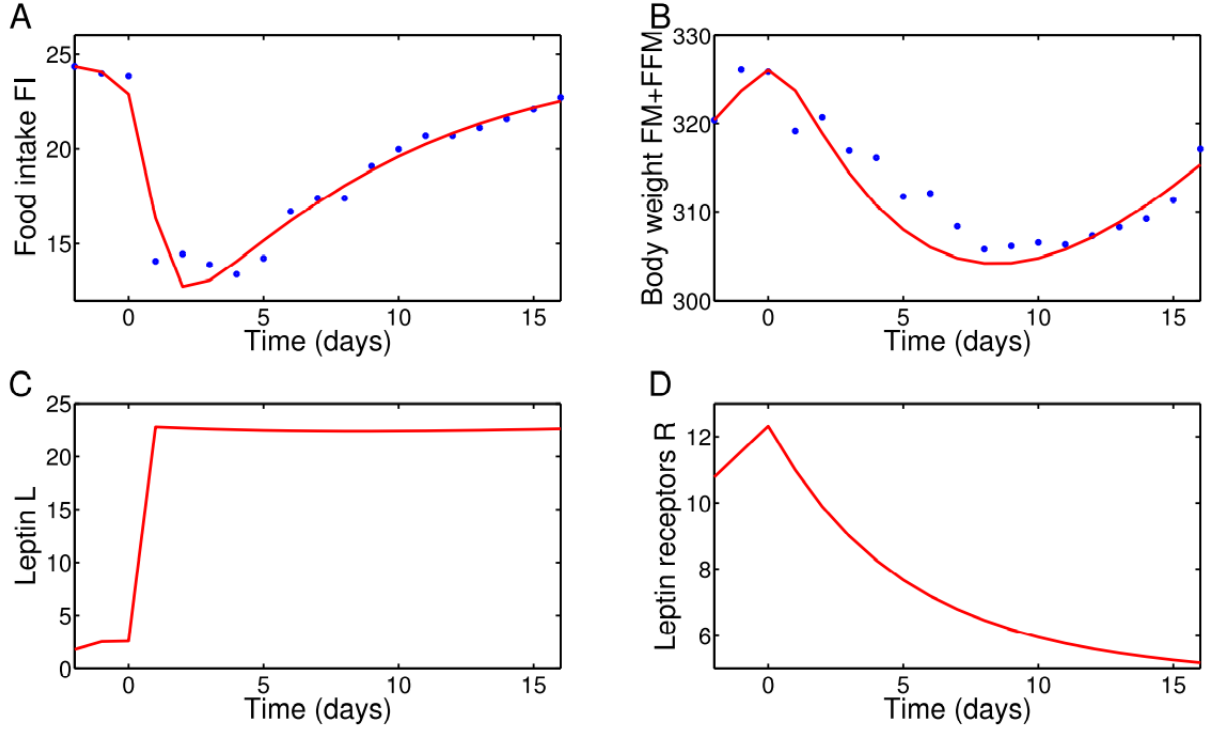 A
Food intake FI
25
20
15
0 5 10 15
Time (days)
B
Body weight FM+FFM
330
320
310
300
0 5 10 15
Time (days)
C
Leptin L
25
20
15
10
5
0
0 5 10 15
Time (days)
D
Leptin receptors R
12
10
8
6
0 5 10 15
Time (days)